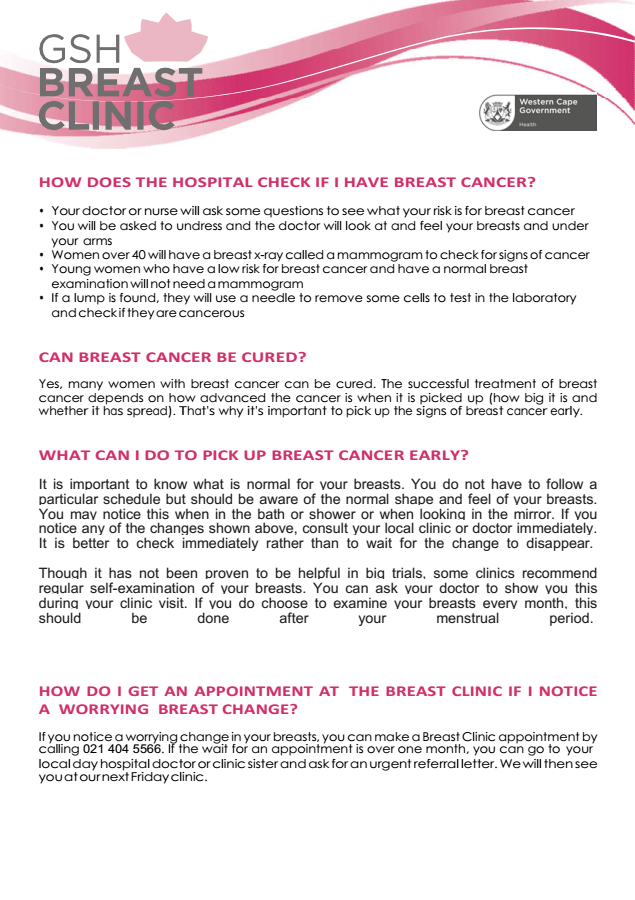 GSH
BREAST
CLINIC
Western Cape
Government
Health
HOW DOES THE HOSPITAL CHECK IF I HAVE BREAST CANCER?
• Your doctor or nurse will ask some questions to see what your risk is for breast cancer
• You will be asked to undress and the doctor will look at and feel your breasts and under
your arms
• Women over 40 will have a breast x-ray called a mammogram to check for signs of cancer
• Young women who have a low risk for breast cancer and have a normal breast
examination will not need a mammogram
• If a lump is found, they will use a needle to remove some cells to test in the laboratory
and check if they are cancerous
CAN BREAST CANCER BE CURED?
Yes, many women with breast cancer can be cured. The successful treatment of breast
cancer depends on how advanced the cancer is when it is picked up (how big it is and
whether it has spread). That's why it's important to pick up the signs of breast cancer early.
WHAT CAN I DO TO PICK UP BREAST CANCER EARLY?
It is important to know what is normal for your breasts. You do not have to follow a
particular schedule but should be aware of the normal shape and feel of your breasts.
You may notice this when in the bath or shower or when looking in the mirror. If you
notice any of the changes shown above, consult your local clinic or doctor immediately.
It is better to check immediately rather than to wait for the change to disappear.
Though it has not been proven to be helpful in big trials, some clinics recommend
regular self-examination of your breasts. You can ask your doctor to show you this
during your clinic visit. If you do choose to examine your breasts every month, this
should be done after your menstrual period.
HOW DO I GET AN APPOINTMENT AT THE BREAST CLINIC IF I NOTICE
A WORRYING BREAST CHANGE?
If you notice a worrying change in your breasts, you can make a Breast Clinic appointment by
calling 021 404 5566. If the wait for an appointment is over one month, you can go to your
local day hospital doctor or clinic sister and ask for an urgent referral letter. We will then see
you at our next Friday clinic.